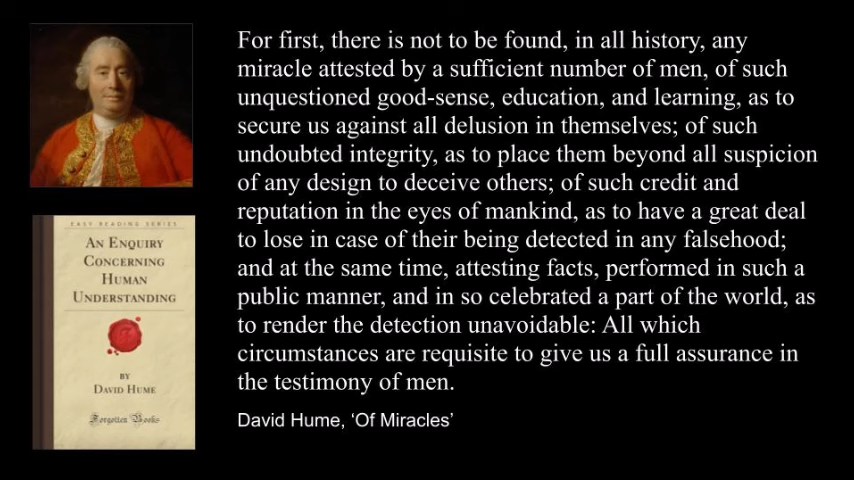 For first, there is not to be found, in all history, any
miracle attested by a sufficient number of men, of such
unquestioned good-sense, education, and learning, as to
secure us against all delusion in themselves; of such
undoubted integrity, as to place them beyond all suspicion
of any design to deceive others; of such credit and
reputation in the eyes of mankind, as to have a great deal
to lose in case of their being detected in any falsehood;
and at the same time, attesting facts, performed in such a
public manner, and in so celebrated a part of the world, as
to render the detection unavoidable: All which
circumstances are requisite to give us a full assurance in
the testimony of men.
David Hume, ‘Of Miracles’
EASY READING SERIES
AN ENQUIRY
CONCERNING
HUMAN
UNDERSTANDING
BY
DAVID HUME
Forgotten Books